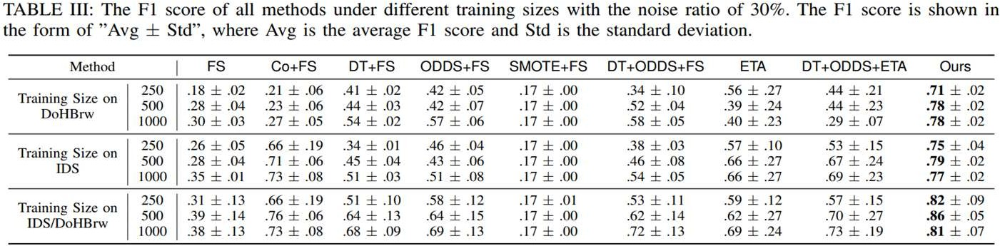 TABLE III: The F1 score of all methods under different training sizes with the noise ratio of 30%. The F1 score is shown in
the form of ”Avg ± Std”, where Avg is the average F1 score and Std is the standard deviation.
Method FS Co+FS DT+FS ODDS+FS SMOTE+FS DT+ODDS+FS ETA DT+ODDS+ETA Ours
Training Size on DoHBrw
250 .18 ± .02 .21 ± .06 .41 ± .02 .42 ± .05 .17 ± .00 .34 ± .10 .56 ± .27 .44 ± .21 .71 ± .02
500 .28 ± .04 .23 ± .06 .44 ± .03 .42 ± .07 .17 ± .00 .52 ± .04 .39 ± .24 .44 ± .23 .78 ± .02
1000 .30 ± .03 .27 ± .05 .54 ± .02 .57 ± .06 .17 ± .00 .58 ± .05 .40 ± .23 .29 ± .07 .78 ± .02
Training Size on IDS
250 .26 ± .05 .66 ± .19 .34 ± .01 .46 ± .04 .17 ± .00 .38 ± .03 .57 ± .10 .53 ± .15 .75 ± .04
500 .28 ± .04 .71 ± .06 .45 ± .04 .43 ± .06 .17 ± .00 .46 ± .08 .66 ± .27 .67 ± .24 .79 ± .02
1000 .35 ± .01 .73 ± .08 .51 ± .03 .51 ± .08 .17 ± .00 .54 ± .05 .66 ± .27 .69 ± .23 .77 ± .02
Training Size on IDS/DoHBrw
250 .31 ± .13 .66 ± .19 .51 ± .10 .58 ± .12 .17 ± .01 .53 ± .11 .59 ± .12 .57 ± .15 .82 ± .09
500 .39 ± .14 .76 ± .06 .64 ± .13 .64 ± .15 .17 ± .00 .62 ± .14 .62 ± .27 .70 ± .27 .86 ± .05
1000 .38 ± .13 .73 ± .08 .68 ± .09 .69 ± .13 .17 ± .00 .72 ± .13 .69 ± .24 .73 ± .19 .81 ± .07